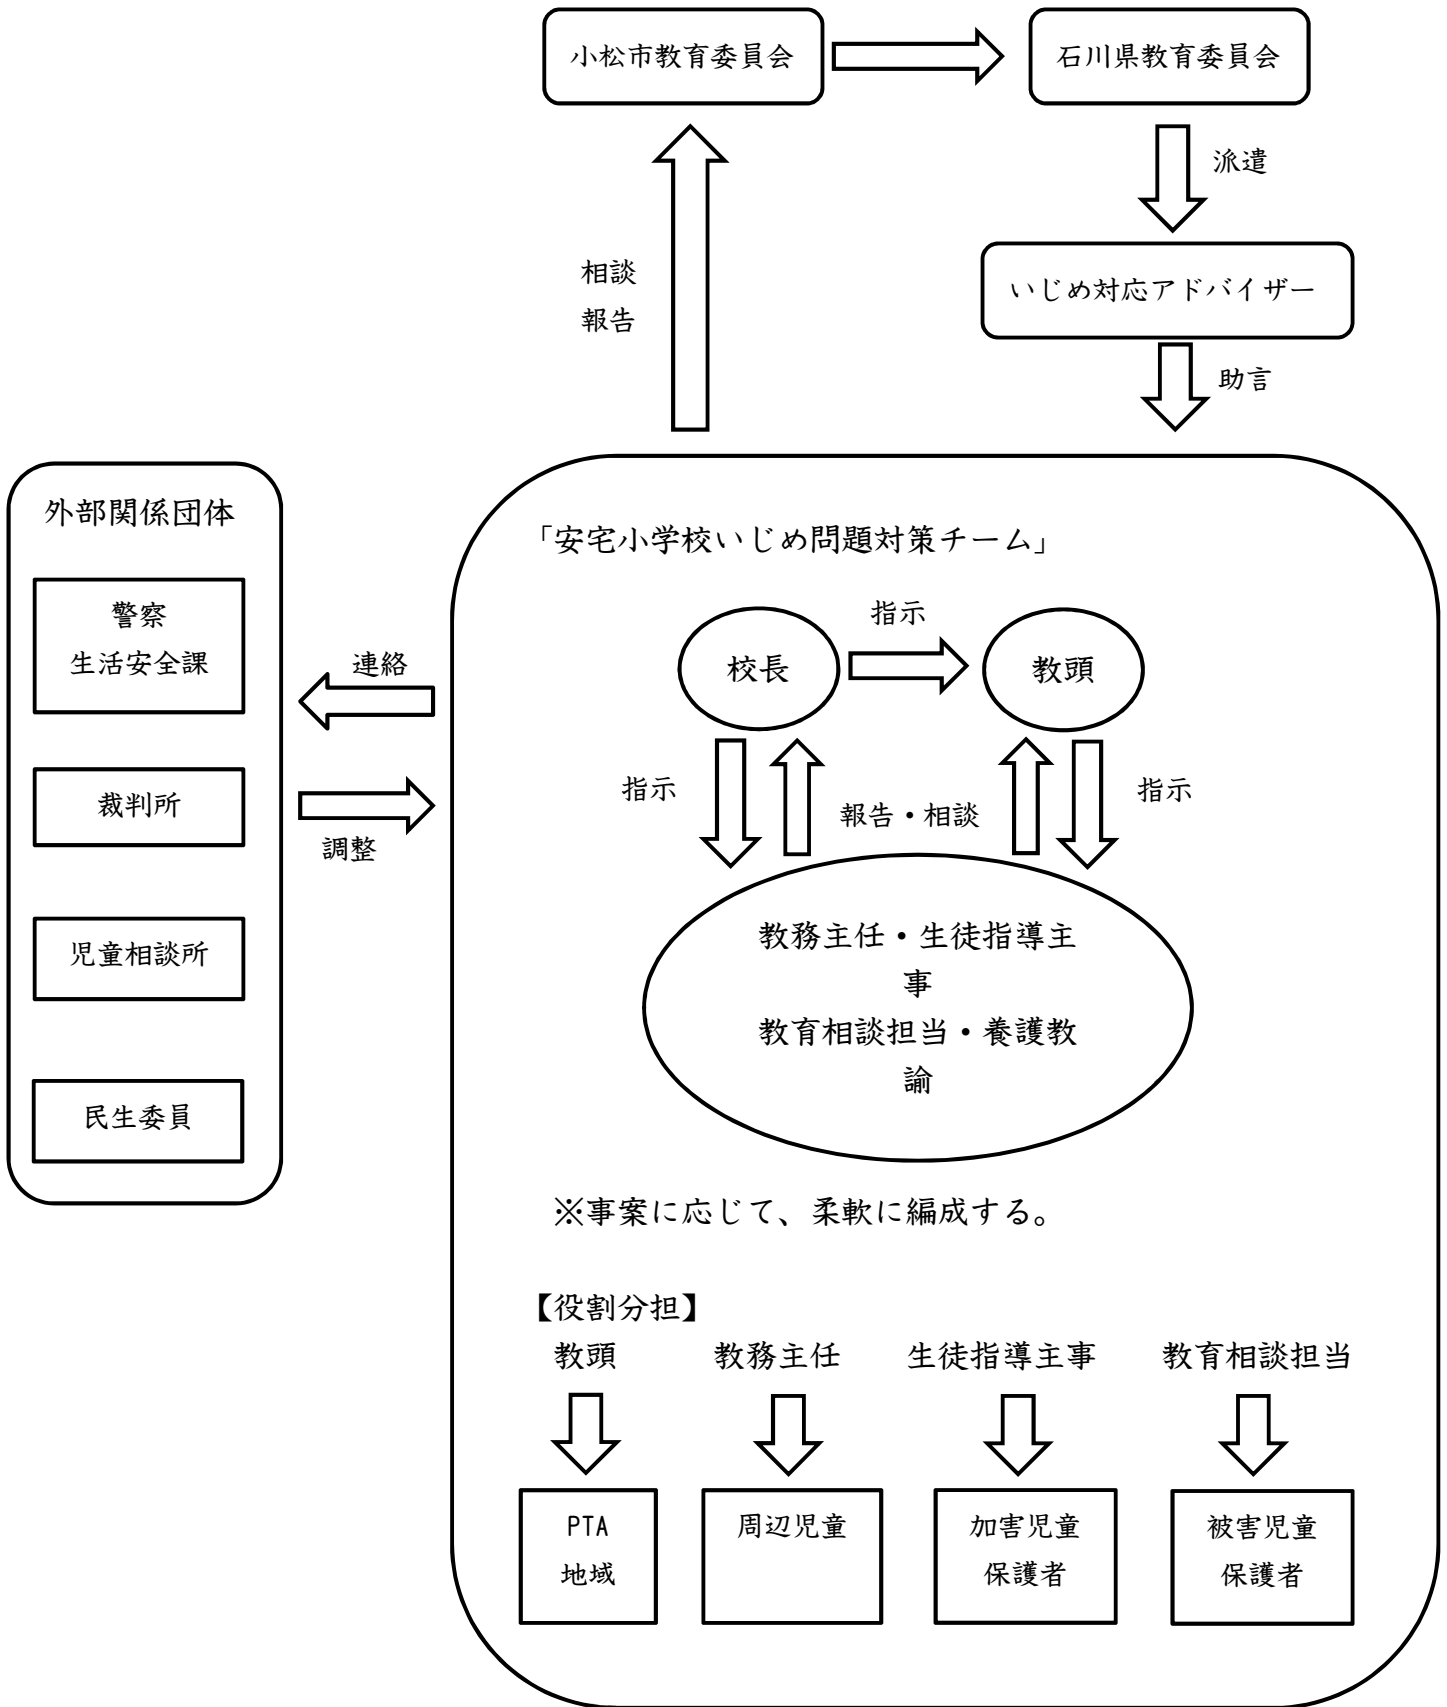 小松市教育委員会
石川県教育委員会
派遣
相談
報告
いじめ対応アドバイザー
助言
外部関係団体
警察
生活安全課
裁判所
児童相談所
民生委員
連絡
調整
「安宅小学校いじめ問題対策チーム」
指示
校長
教頭
指示
報告・相談
指示
教務主任・生徒指導主
事
教育相談担当・養護教
諭
※事案に応じて、柔軟に編成する。
【役割分担】
教頭
教務主任
生徒指導主事
教育相談担当
PTA
地域
周辺児童
加害児童
保護者
被害児童
保護者